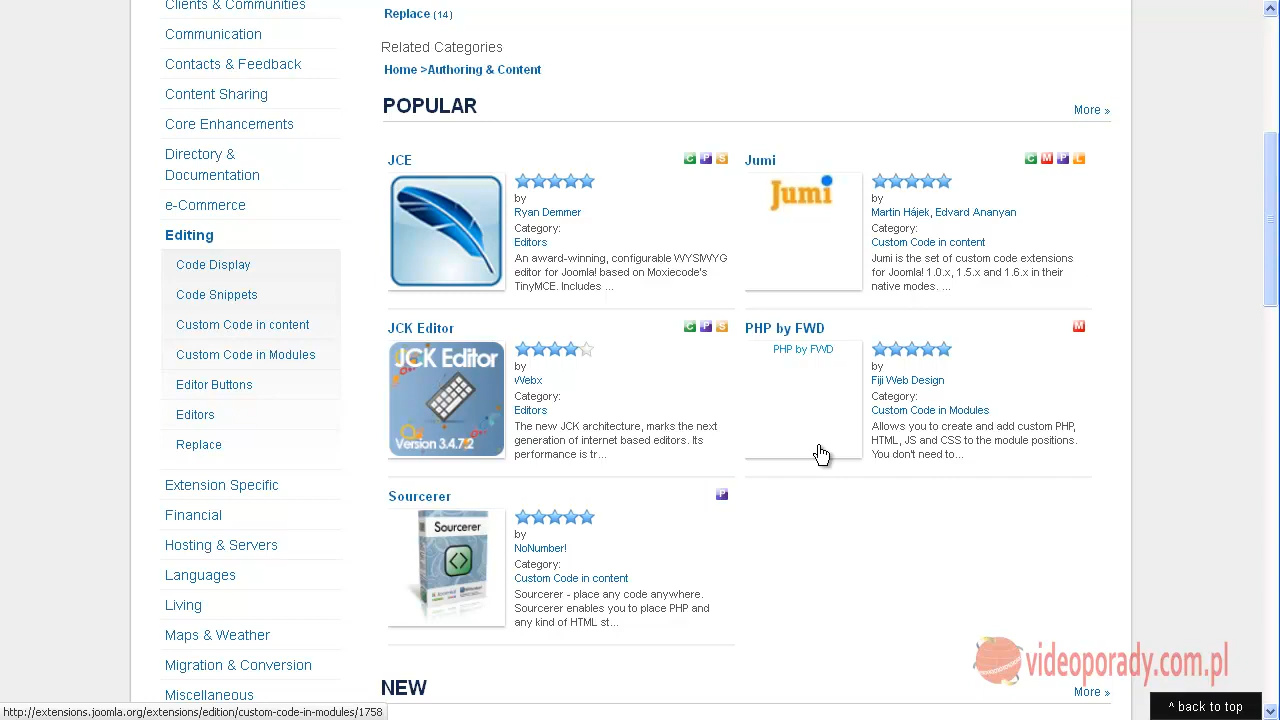 Clients & Communities
Communication
Contacts & Feedback
Content Sharing
Core Enhancements
Directory &
Documentation
e-Commerce
Editing
Code Display
Code Snippets
Custom Code in content
Custom Code in Modules
Editor Buttons
Editors
Replace
Extension Specific
Financial
Hosting & Servers
Languages
Living
Maps & Weather
Migration & Conversion
Miscellaneous
Replace (14)
Related Categories
Home >Authoring & Content
POPULAR
More »
JCE
C P S
by
Ryan Demmer
Category:
Editors
An award-winning, configurable WYSIWYG
editor for Joomla! based on Moxiecode's
TinyMCE. Includes ...
Jumi
C M P L
Jumi
by
Martin Hájek, Edvard Ananyan
Category:
Custom Code in content
Jumi is the set of custom code extensions
for Joomla! 1.0.x, 1.5.x and 1.6.x in their
native modes. ...
JCK Editor
C P S
JCK Editor
Version 3.4.7.2
by
Webx
Category:
Editors
The new JCK architecture, marks the next
generation of internet based editors. Its
performance is tr...
PHP by FWD
M
PHP by FWD
by
Fiji Web Design
Category:
Custom Code in Modules
Allows you to create and add custom PHP,
HTML, JS and CSS to the module positions.
You don't need to...
Sourcerer
P
Sourcerer
by
NoNumber!
Category:
Custom Code in content
Sourcerer - place any code anywhere.
Sourcerer enables you to place PHP and
any kind of HTML st...
NEW
More »
videoporady.com.pl
^ back to top
http://extensions.joomla.org/extensions/edition/custom-code-in-modules/1758